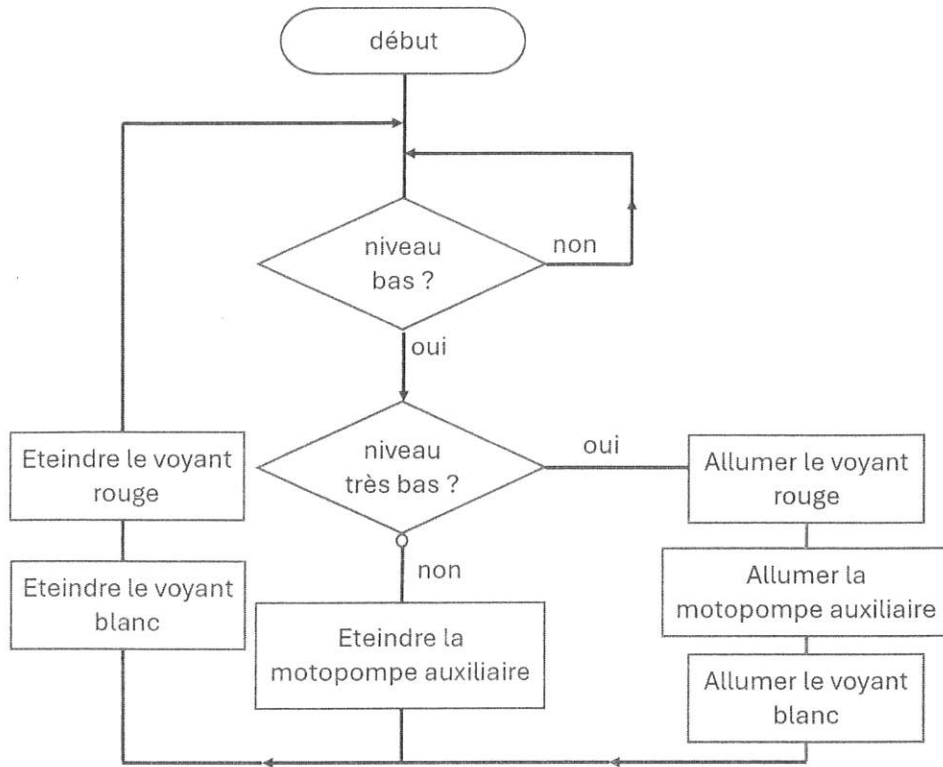 début
niveau
bas ?
non
oui
niveau
très bas ?
oui
non
Allumer le voyant
rouge
Allumer la
motopompe auxiliaire
Allumer le voyant
blanc
Eteindre la
motopompe auxiliaire
Eteindre le voyant
blanc
Eteindre le voyant
rouge